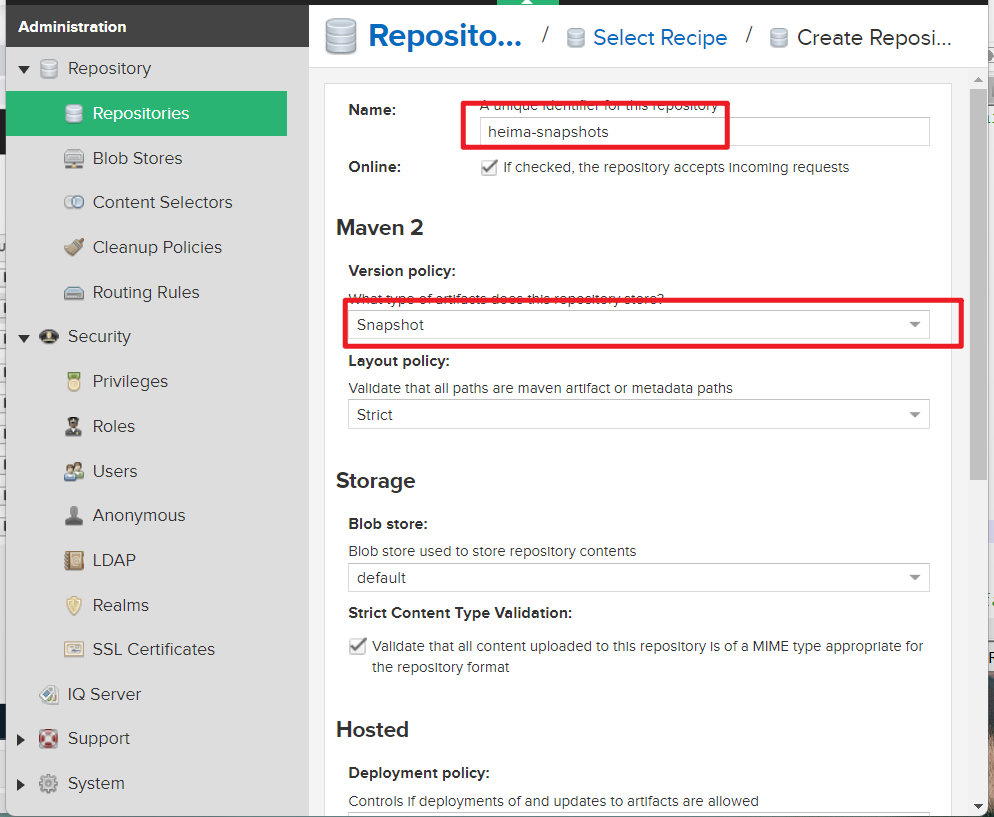 Administration
Repository
Repositories
Blob Stores
Content Selectors
Cleanup Policies
Routing Rules
Security
Privileges
Roles
Users
Anonymous
LDAP
Realms
SSL Certificates
IQ Server
Support
System
Reposito... / Select Recipe / Create Reposi...
Name:
A unique identifier for this repository
heima-snapshots
Online:
If checked, the repository accepts incoming requests
Maven 2
Version policy:
What type of artifacts does this repository store?
Snapshot
Layout policy:
Validate that all paths are maven artifact or metadata paths
Strict
Storage
Blob store:
Blob store used to store repository contents
default
Strict Content Type Validation:
Validate that all content uploaded to this repository is of a MIME type appropriate for
the repository format
Hosted
Deployment policy:
Controls if deployments of and updates to artifacts are allowed